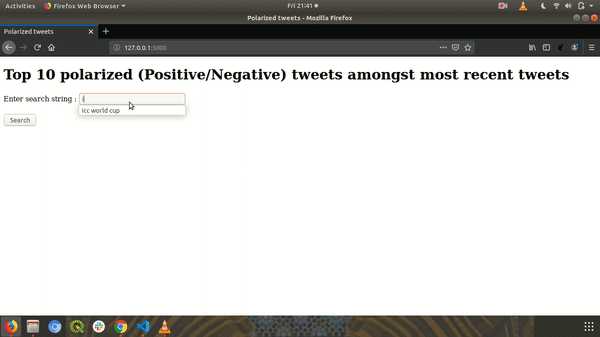 Activities Firefox Web Browser Fri 21:41
Polarized tweets - Mozilla Firefox
Polarized tweets
127.0.0.1:5000
Top 10 polarized (Positive/Negative) tweets amongst most recent tweets
Enter search string : i
icc world cup
Search